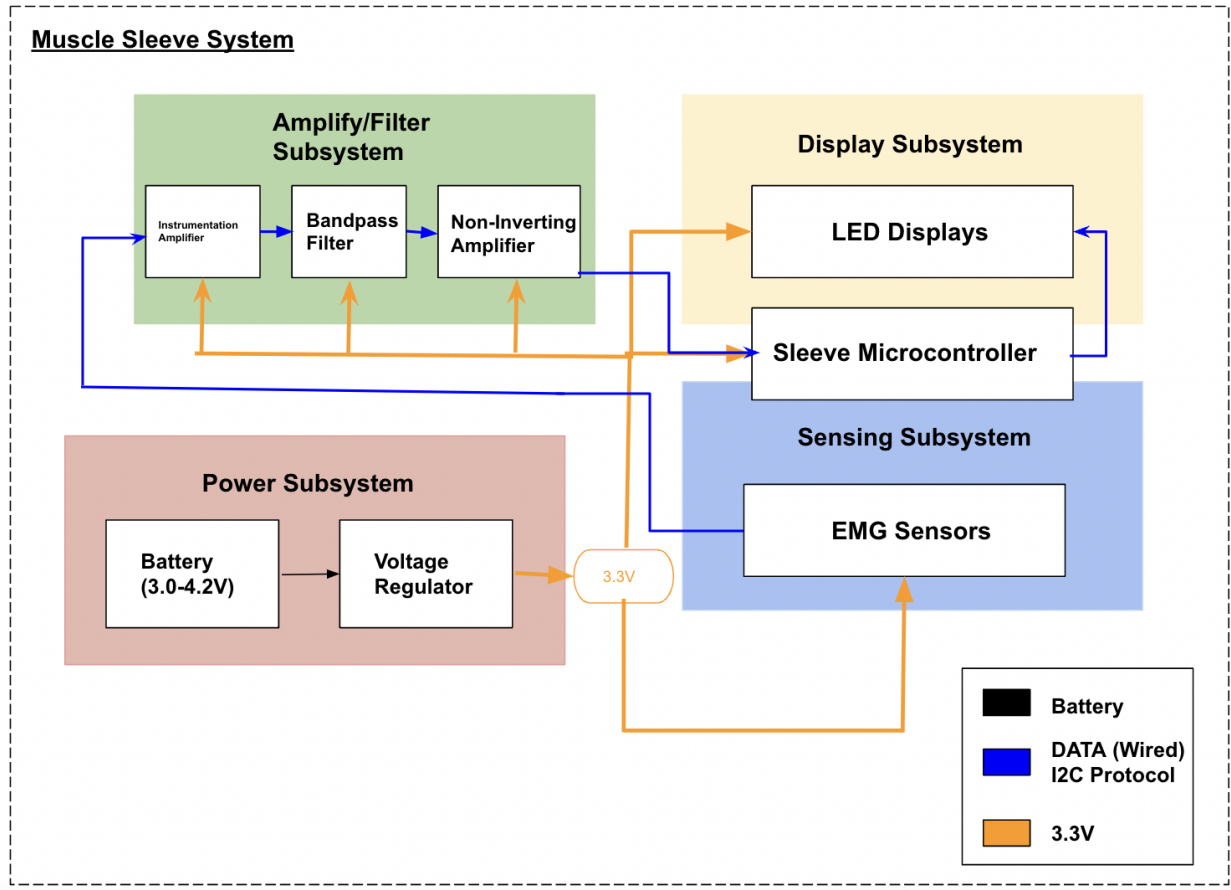 Muscle Sleeve System
Amplify/Filter
Subsystem
Instrumentation
Amplifier
Bandpass
Filter
Non-Inverting
Amplifier
Display Subsystem
LED Displays
Sleeve Microcontroller
Sensing Subsystem
EMG Sensors
Power Subsystem
Battery
(3.0-4.2V)
Voltage
Regulator
3.3V
Battery
DATA (Wired)
I2C Protocol
3.3V